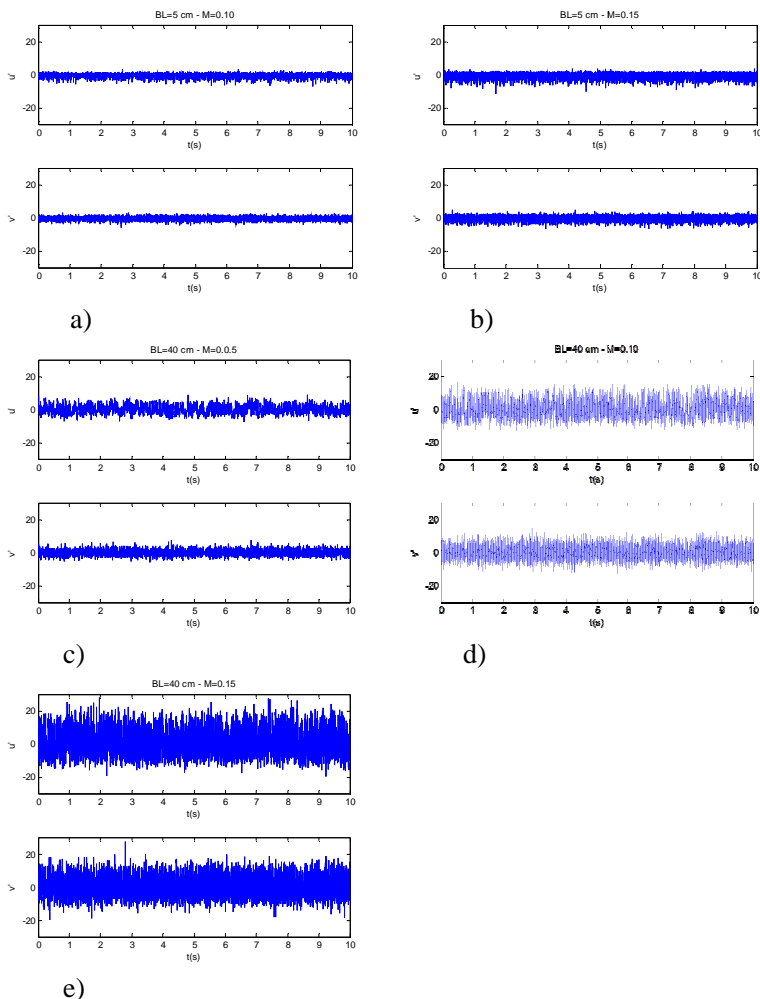 BL=5 cm - M=0.10
20
0
-20
u'
0 1 2 3 4 5 6 7 8 9 10
t(s)
20
0
-20
v'
0 1 2 3 4 5 6 7 8 9 10
t(s)
a)
BL=5 cm - M=0.15
20
0
-20
u'
0 1 2 3 4 5 6 7 8 9 10
t(s)
20
0
-20
v'
0 1 2 3 4 5 6 7 8 9 10
t(s)
b)
BL=40 cm - M=0.0.5
20
0
-20
u'
0 1 2 3 4 5 6 7 8 9 10
t(s)
20
0
-20
v'
0 1 2 3 4 5 6 7 8 9 10
t(s)
c)
BL=40 cm - M=0.10
20
0
-20
u'
0 1 2 3 4 5 6 7 8 9 10
t(s)
20
0
-20
v'
0 1 2 3 4 5 6 7 8 9 10
t(s)
d)
BL=40 cm - M=0.15
20
0
-20
u'
0 1 2 3 4 5 6 7 8 9 10
t(s)
20
0
-20
v'
0 1 2 3 4 5 6 7 8 9 10
t(s)
e)